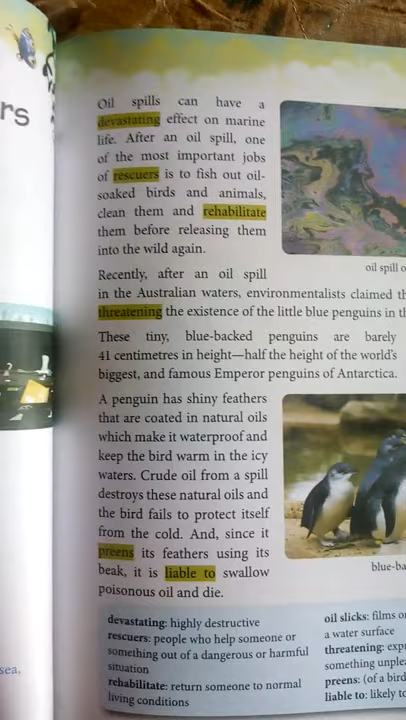 rs
Oil spills can have a
devastating effect on marine
life. After an oil spill, one
of the most important jobs
of rescuers is to fish out oil-
soaked birds and animals,
clean them and rehabilitate
them before releasing them
into the wild again.
oil spill
Recently, after an oil spill
in the Australian waters, environmentalists claimed
threatening the existence of the little blue penguins in
These tiny, blue-backed penguins are barely
41 centimetres in height—half the height of the world's
biggest, and famous Emperor penguins of Antarctica.
A penguin has shiny feathers
that are coated in natural oils
which make it waterproof and
keep the bird warm in the icy
waters. Crude oil from a spill
destroys these natural oils and
the bird fails to protect itself
from the cold. And, since it
preens its feathers using its
beak, it is liable to swallow
poisonous oil and die.
blue-ba
devastating: highly destructive
rescuers: people who help someone or
something out of a dangerous or harmful
situation
rehabilitate: return someone to normal
living conditions
oil slicks: films
a water surface
threatening: expr
something unplea
preens: (of a bird
liable to: likely
sea,